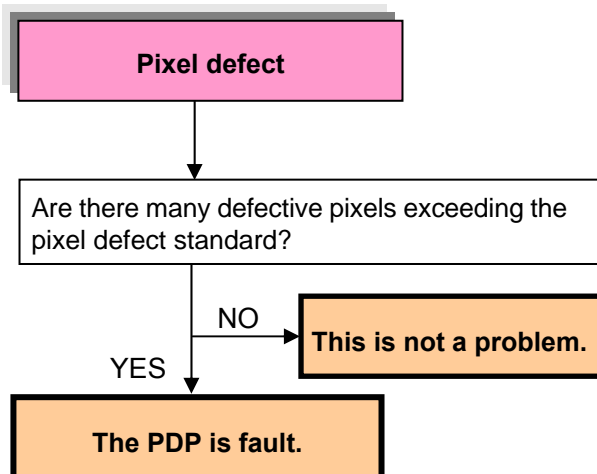 Pixel defect
Are there many defective pixels exceeding the
pixel defect standard?
NO
This is not a problem.
YES
The PDP is fault.